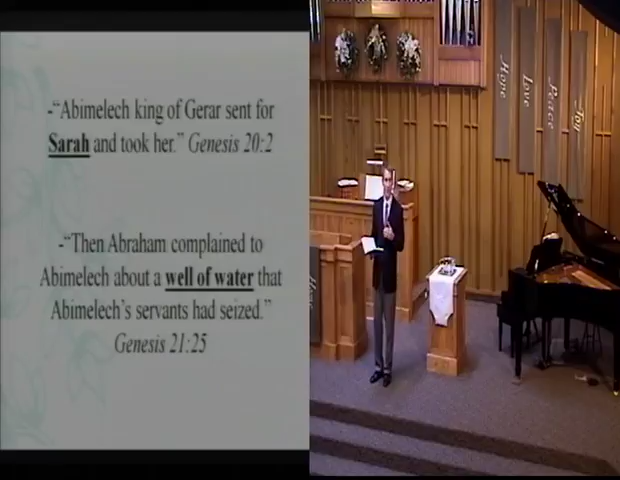 -“Abimelech king of Gerar sent for
Sarah and took her.” Genesis 20:2
-“Then Abraham complained to
Abimelech about a well of water that
Abimelech’s servants had seized.”
Genesis 21:25
Hope
Love
Peace
Joy